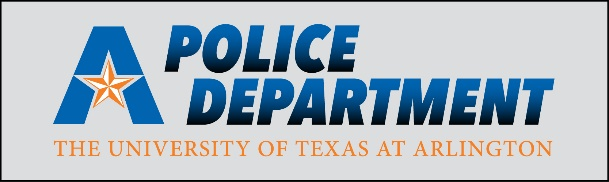 A POLICE
DEPARTMENT
THE UNIVERSITY OF TEXAS AT ARLINGTON